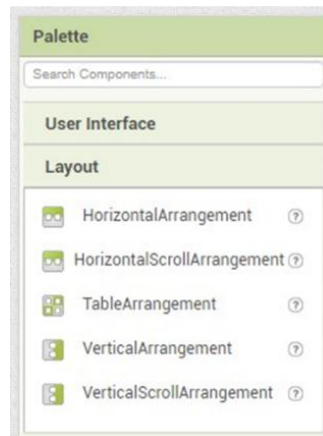 Palette
Search Components...
User Interface
Layout
HorizontalArrangement ?
HorizontalScrollArrangement ?
TableArrangement ?
VerticalArrangement ?
VerticalScrollArrangement ?